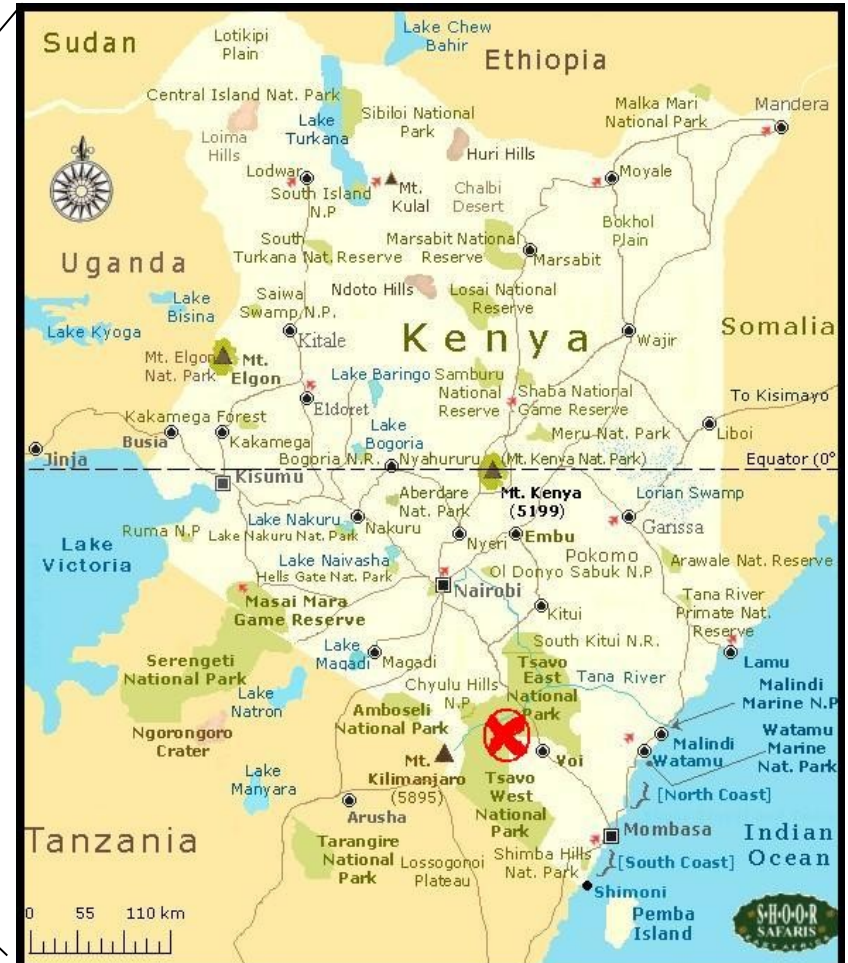 Sudan
Lotikipi
Plain
Lake Chew
Bahir
Ethiopia
Central Island Nat. Park
Lake
Turkana
Sibiloi National
Park
Malka Mari
National Park
Mandera
Loima
Hills
Huri Hills
Lodwar
South Island
N.P
Mt.
Kulal
Chalbi
Desert
Moyale
Bokhol
Plain
Uganda
South
Turkana Nat. Reserve
Marsabit National
Reserve
Marsabit
Lake
Bisina
Saiwa
Swamp N.P.
Ndoto Hills
Losai National
Reserve
Lake Kyoga
Kitale
Kenya
Wajir
Somalia
Mt. Elgon
Nat. Park
Mt.
Elgon
Lake Baringo
Samburu
National
Reserve
Shaba National
Game Reserve
To Kisimayo
Eldoret
Kakamega Forest
Busia
Kakamega
Lake
Bogoria
Meru Nat. Park
Liboi
Jinja
Bogoria N.R.
Nyahururu
(Mt. Kenya Nat. Park)
Equator (0°
Kisumu
Aberdare
Nat. Park
Mt. Kenya
(5199)
Lorian Swamp
Ruma N.P
Lake Nakuru
Lake Nakuru Nat. Park
Nakuru
Nyeri
Embu
Garissa
Lake
Victoria
Lake Naivasha
Hells Gate Nat. Park
Pokomo
Ol Donyo Sabuk N.P
Arawale Nat. Reserve
Nairobi
Masai Mara
Game Reserve
Kitui
Tana River
Primate Nat.
Reserve
Lake
Magadi
Magadi
South Kitui N.R.
Lamu
Serengeti
National Park
Lake
Natron
Chyulu Hills
N.P
Tsavo
East
National
Park
Tana River
Malindi
Marine N.P
Ngorongoro
Crater
Amboseli
National Park
Malindi
Watamu
Watamu
Marine
Nat. Park
Mt.
Kilimanjaro
(5895)
Voi
Lake
Manyara
Arusha
Tsavo
West
National
Park
[North Coast]
Tanzania
Tarangire
National
Park
Lossogonoi
Plateau
Shimba Hills
Nat. Park
Mombasa
[South Coast]
Indian
Ocean
Shimoni
Pemba
Island
0 55 110 km
SHOOR
SAFARIS
EAST AFRICA